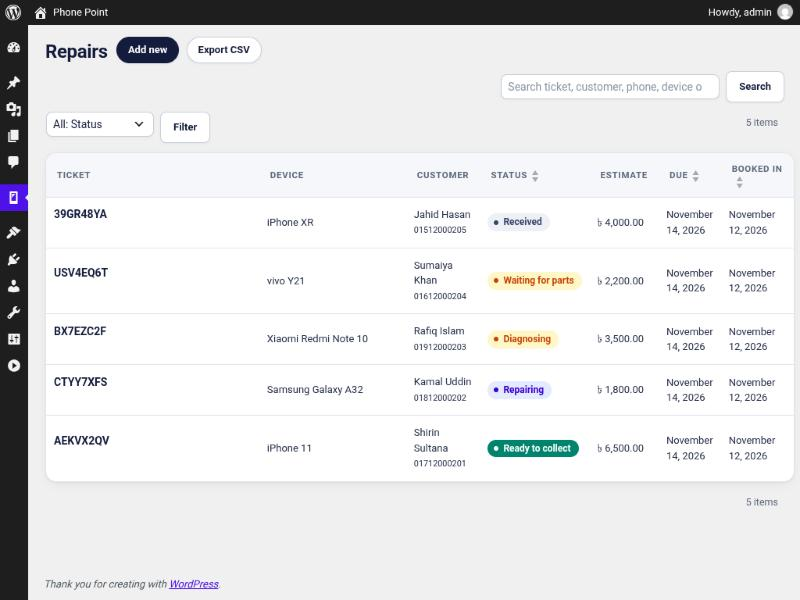 Phone Point
Howdy, admin
Repairs
Add new
Export CSV
Search ticket, customer, phone, device o
Search
All: Status
Filter
5 items
TICKET DEVICE CUSTOMER STATUS ESTIMATE DUE BOOKED IN
39GR48YA
iPhone XR
Jahid Hasan
01512000205
Received
৳ 4,000.00
November
14, 2026
November
12, 2026
USV4EQ6T
vivo Y21
Sumaiya
Khan
01612000204
Waiting for parts
৳ 2,200.00
November
14, 2026
November
12, 2026
BX7EZC2F
Xiaomi Redmi Note 10
Rafiq Islam
01912000203
Diagnosing
৳ 3,500.00
November
14, 2026
November
12, 2026
CTYY7XFS
Samsung Galaxy A32
Kamal Uddin
01812000202
Repairing
৳ 1,800.00
November
14, 2026
November
12, 2026
AEKVX2QV
iPhone 11
Shirin
Sultana
01712000201
Ready to collect
৳ 6,500.00
November
14, 2026
November
12, 2026
5 items
Thank you for creating with WordPress.